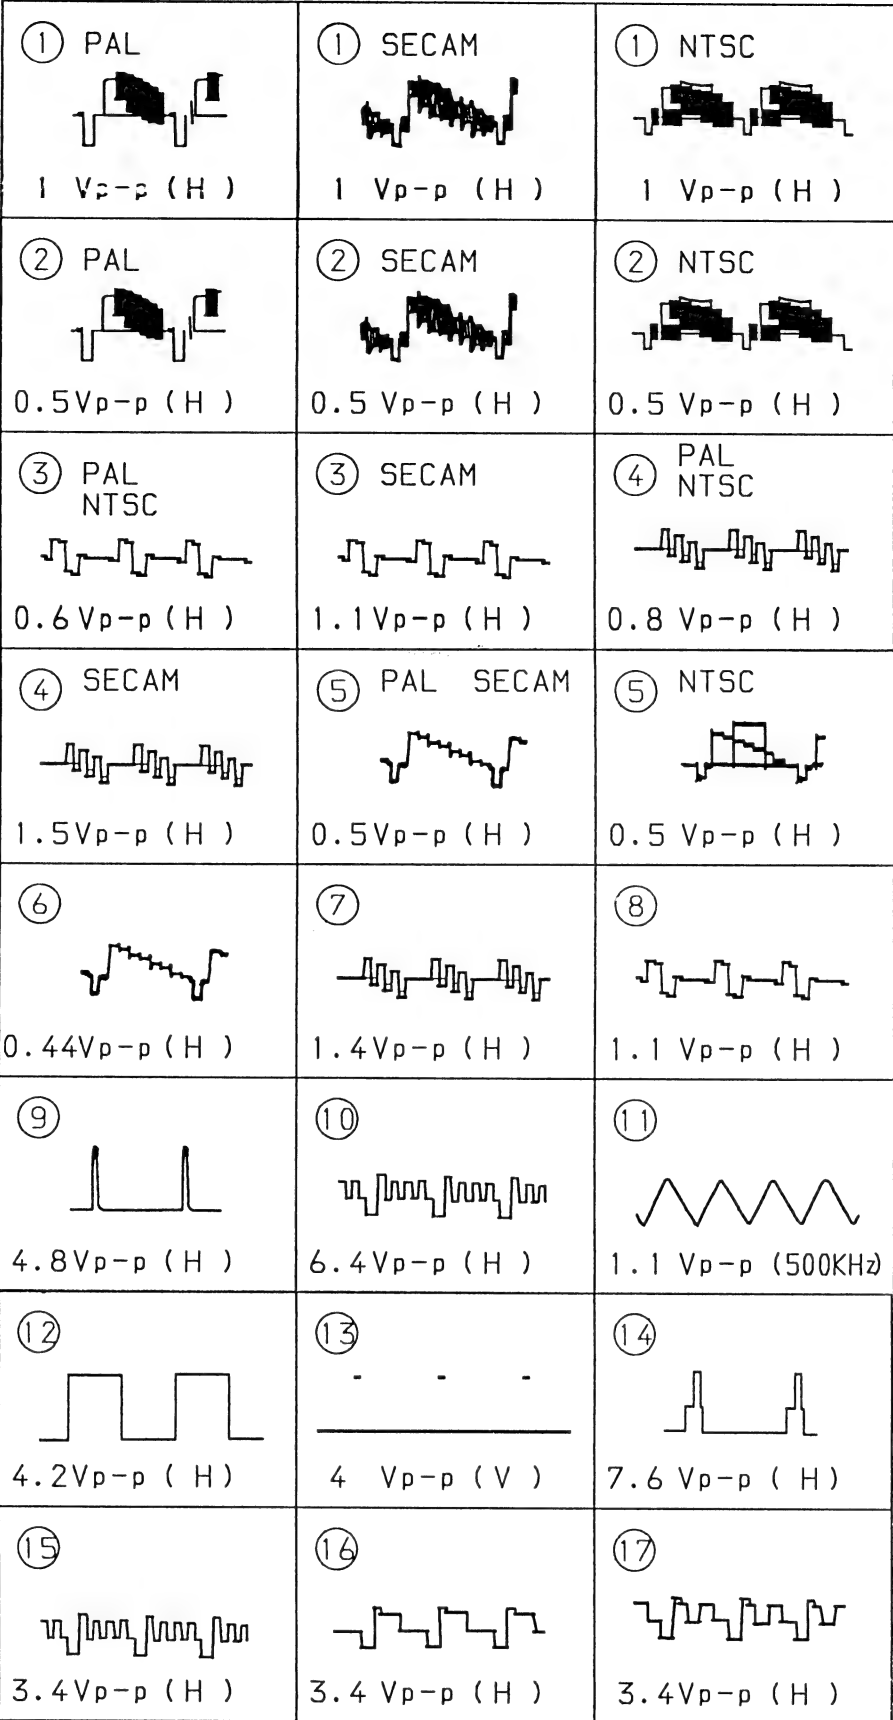 ① PAL
1 Vp-p (H)
① SECAM
1 Vp-p (H)
① NTSC
1 Vp-p (H)
② PAL
0.5Vp-p (H)
② SECAM
0.5 Vp-p (H)
② NTSC
0.5 Vp-p (H)
③ PAL
NTSC
0.6 Vp-p (H)
③ SECAM
1.1Vp-p (H)
④ PAL
NTSC
0.8 Vp-p (H)
④ SECAM
1.5Vp-p (H)
⑤ PAL SECAM
0.5Vp-p (H)
⑤ NTSC
0.5 Vp-p (H)
⑥
0.44Vp-p (H)
⑦
1.4Vp-p (H)
⑧
1.1 Vp-p (H)
⑨
4.8Vp-p (H)
⑩
6.4Vp-p (H)
⑪
1.1 Vp-p (500KHz)
⑫
4.2Vp-p (H)
⑬
4 Vp-p (V)
⑭
7.6 Vp-p (H)
⑮
3.4Vp-p (H)
⑯
3.4 Vp-p (H)
⑰
3.4Vp-p (H)